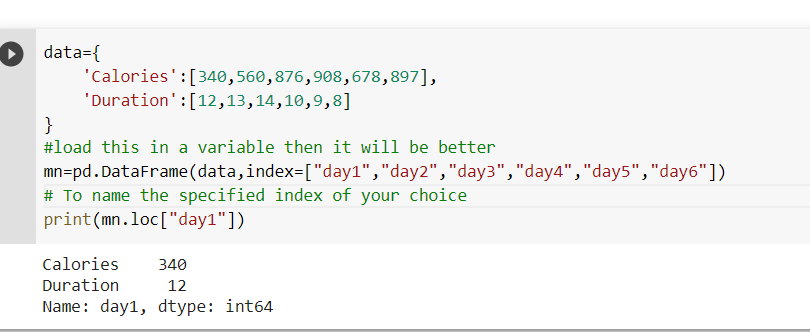 data={
    'Calories':[340,560,876,908,678,897],
    'Duration':[12,13,14,10,9,8]
}
#load this in a variable then it will be better
mn=pd.DataFrame(data,index=["day1","day2","day3","day4","day5","day6"])
# To name the specified index of your choice
print(mn.loc["day1"])
Calories    340
Duration     12
Name: day1, dtype: int64